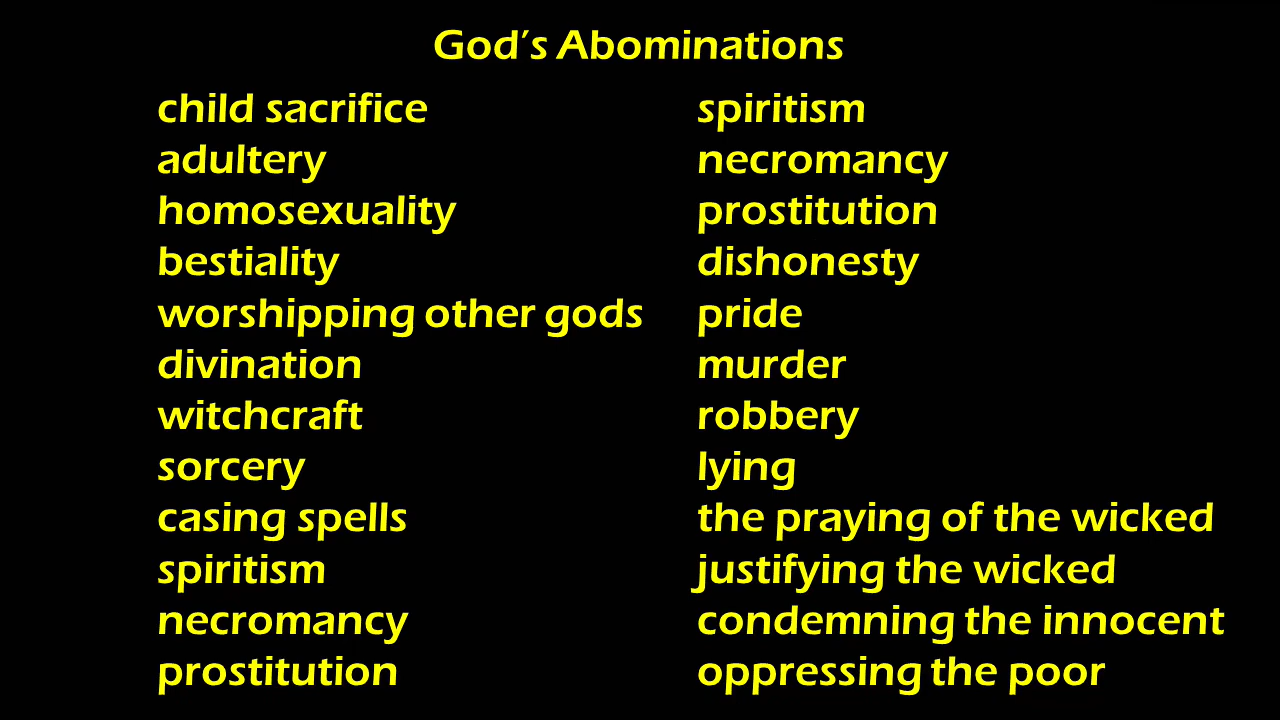 God's Abominations
child sacrifice
adultery
homosexuality
bestiality
worshipping other gods
divination
witchcraft
sorcery
casing spells
spiritism
necromancy
prostitution
spiritism
necromancy
prostitution
dishonesty
pride
murder
robbery
lying
the praying of the wicked
justifying the wicked
condemning the innocent
oppressing the poor